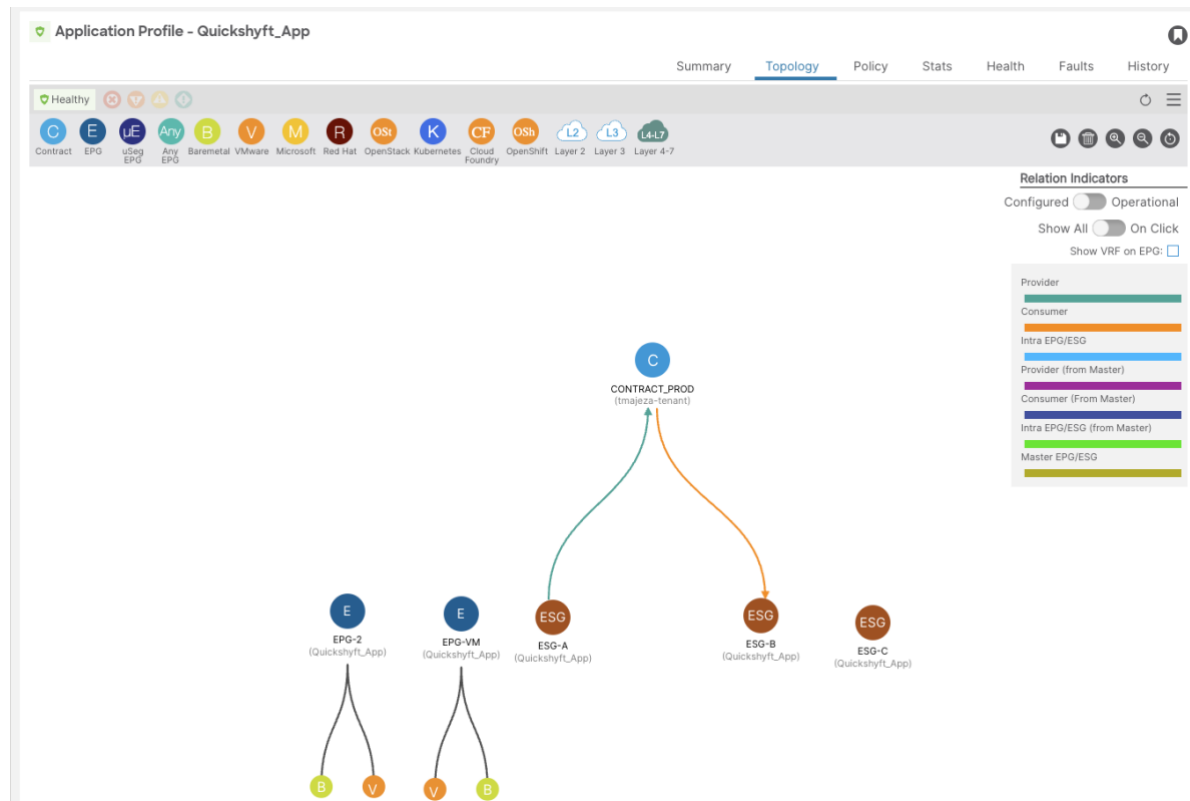 Application Profile - Quickshyft_App
Summary Topology Policy Stats Health Faults History
Healthy
C E uE Any B V M R OSt K CF OSh L2 L3 L4-L7
Contract EPG uSeg EPG Any EPG Baremetal VMware Microsoft Red Hat OpenStack Kubernetes Cloud Foundry OpenShift Layer 2 Layer 3 Layer 4-7
Relation Indicators
Configured Operational
Show All On Click
Show VRF on EPG:
Provider
Consumer
Intra EPG/ESG
Provider (from Master)
Consumer (From Master)
Intra EPG/ESG (from Master)
Master EPG/ESG
C
CONTRACT_PROD
(tmajeza-tenant)
E
EPG-2
(Quickshyft_App)
E
EPG-VM
(Quickshyft_App)
ESG
ESG-A
(Quickshyft_App)
ESG
ESG-B
(Quickshyft_App)
ESG
ESG-C
(Quickshyft_App)
B V V B